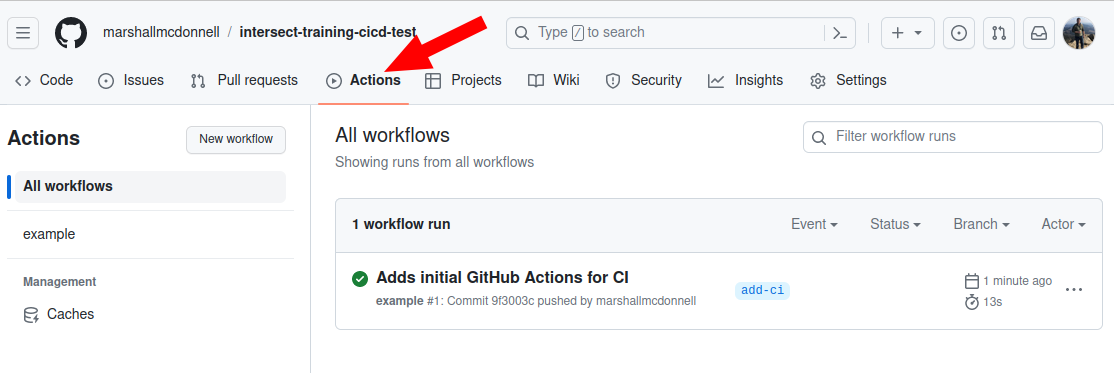 marshallmcdonnell / intersect-training-cicd-test
Type / to search
Code Issues Pull requests Actions Projects Wiki Security Insights Settings
Actions
New workflow
All workflows
example
Management
Caches
All workflows
Showing runs from all workflows
Filter workflow runs
1 workflow run
Event Status Branch Actor
Adds initial GitHub Actions for CI
example #1: Commit 9f3003c pushed by marshallmcdonnell
add-ci
1 minute ago
13s